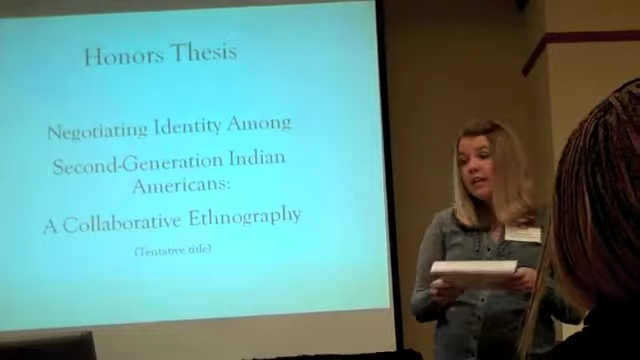 Honors Thesis
Negotiating Identity Among
Second-Generation Indian
Americans:
A Collaborative Ethnography
(Tentative title)